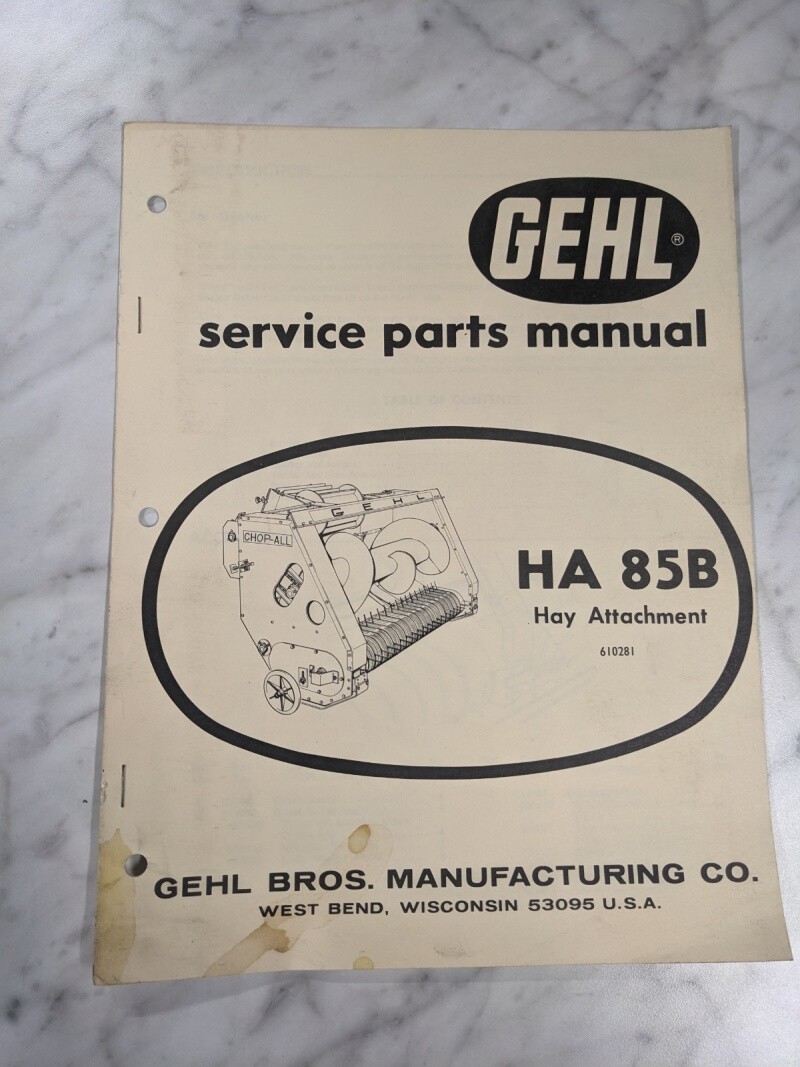 GEHL®
service parts manual
GEHL
CHOP-ALL
HA 85B
Hay Attachment
610281
GEHL BROS. MANUFACTURING CO.
WEST BEND, WISCONSIN 53095 U.S.A.